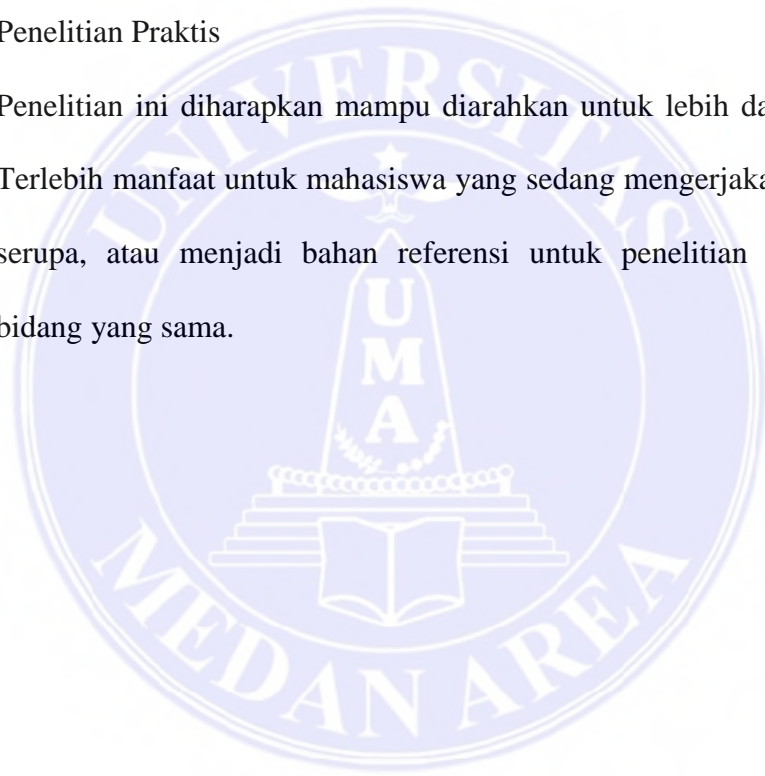 Penelitian Praktis
Penelitian ini diharapkan mampu diarahkan untuk lebih
Terlebih manfaat untuk mahasiswa yang sedang
serupa, atau menjadi bahan referensi untuk penelitian
bidang yang sama.
UNIVERSITAS
U
M
A
MEDAN AREA